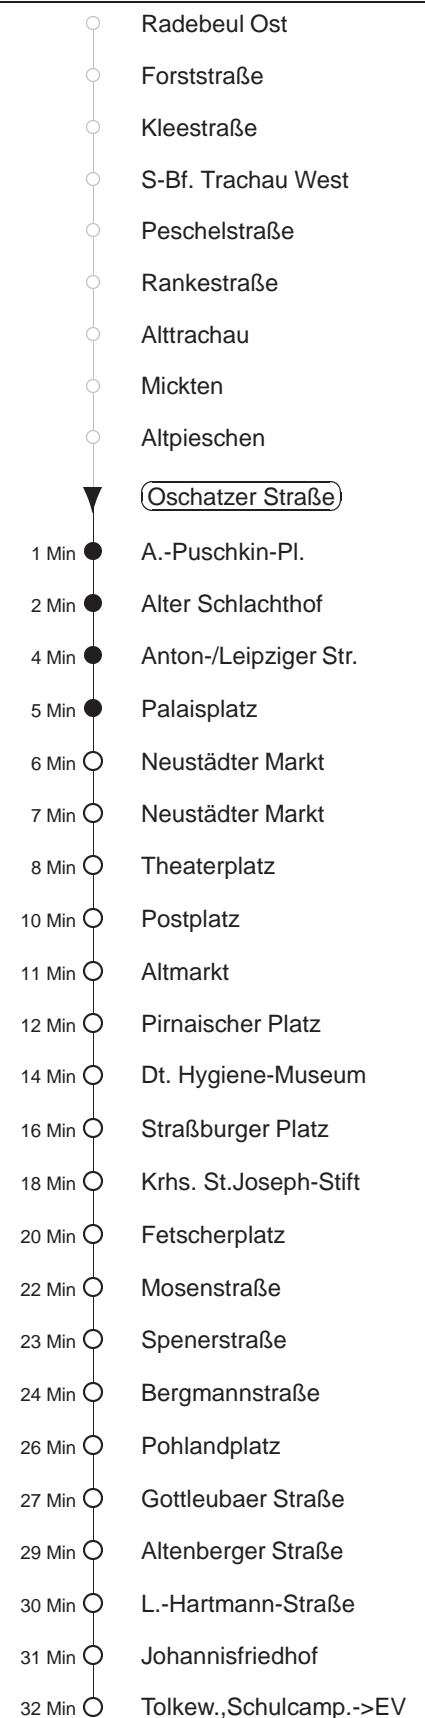 Radebeul Ost
Forststraße
Kleestraße
S-Bf. Trachau West
Peschelstraße
Rankestraße
Alttrachau
Mickten
Altpieschen
Oschatzer Straße
1 Min A.-Puschkin-Pl.
2 Min Alter Schlachthof
4 Min Anton-/Leipziger Str.
5 Min Palaisplatz
6 Min Neustädter Markt
7 Min Neustädter Markt
8 Min Theaterplatz
10 Min Postplatz
11 Min Altmarkt
12 Min Pirnaischer Platz
14 Min Dt. Hygiene-Museum
16 Min Straßburger Platz
18 Min Krhs. St.Joseph-Stift
20 Min Fetscherplatz
22 Min Mosenstraße
23 Min Spenerstraße
24 Min Bergmannstraße
26 Min Pohlandplatz
27 Min Gottleubaer Straße
29 Min Altenberger Straße
30 Min L.-Hartmann-Straße
31 Min Johannisfriedhof
32 Min Tolkew.,Schulcamp.->EV